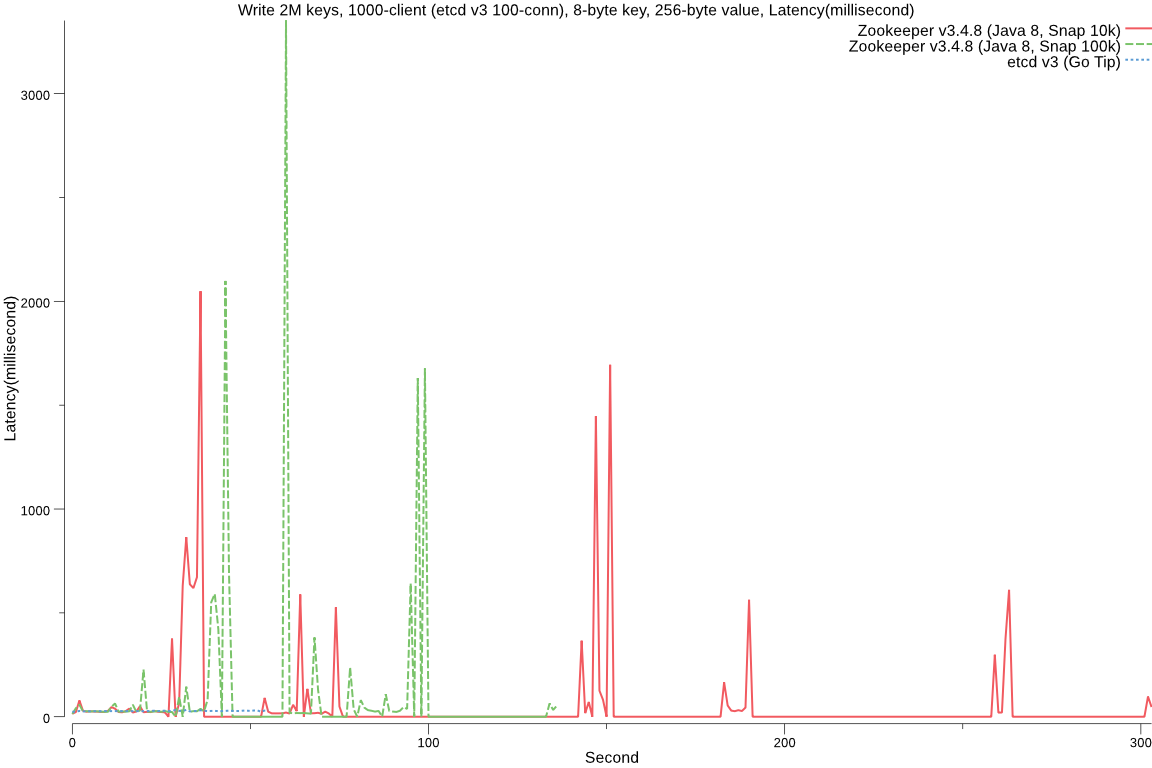 Write 2M keys, 1000-client (etcd v3 100-conn), 8-byte key, 256-byte value, Latency(millisecond)
Zookeeper v3.4.8 (Java 8, Snap 10k)
Zookeeper v3.4.8 (Java 8, Snap 100k)
etcd v3 (Go Tip)
3000
2000
1000
0
Latency(millisecond)
0
100
200
300
Second